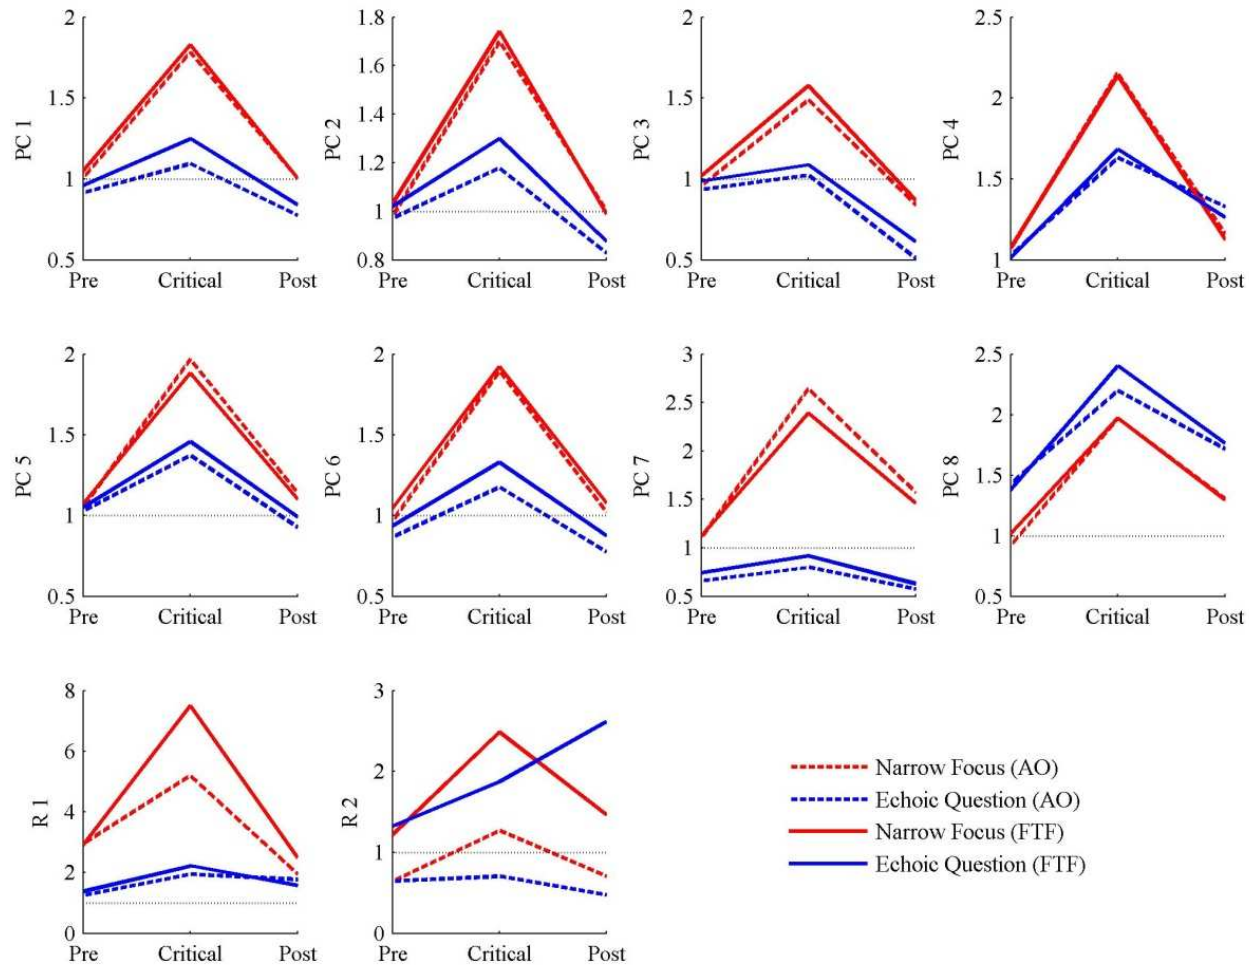 PC 1
2
1.5
1
0.5
Pre Critical Post
PC 2
1.8
1.6
1.4
1.2
1
0.8
Pre Critical Post
PC 3
2
1.5
1
0.5
Pre Critical Post
PC 4
2.5
2
1.5
1
Pre Critical Post
PC 5
2
1.5
1
0.5
Pre Critical Post
PC 6
2
1.5
1
0.5
Pre Critical Post
PC 7
3
2.5
2
1.5
1
0.5
Pre Critical Post
PC 8
2.5
2
1.5
1
0.5
Pre Critical Post
R 1
8
6
4
2
0
Pre Critical Post
R 2
3
2
1
0
Pre Critical Post
Narrow Focus (AO)
Echoic Question (AO)
Narrow Focus (FTF)
Echoic Question (FTF)